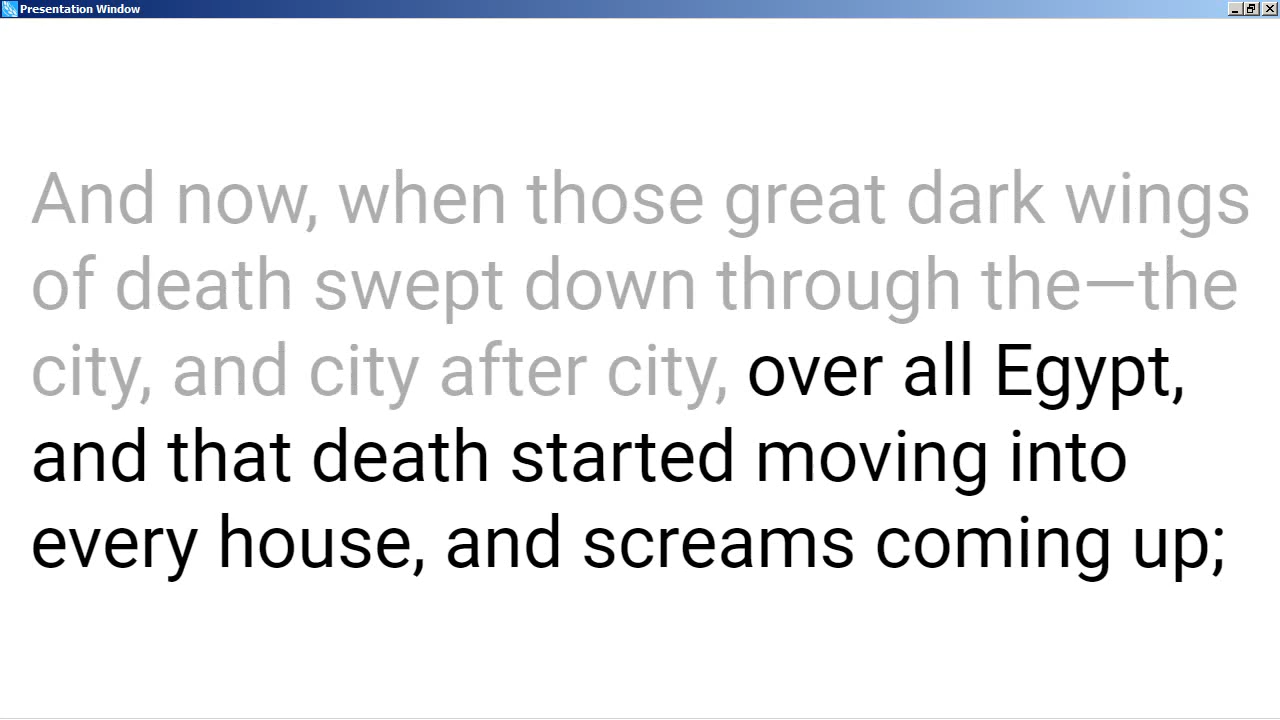 Presentation Window
And now, when those great dark wings
of death swept down through the—the
city, and city after city, over all Egypt,
and that death started moving into
every house, and screams coming up;